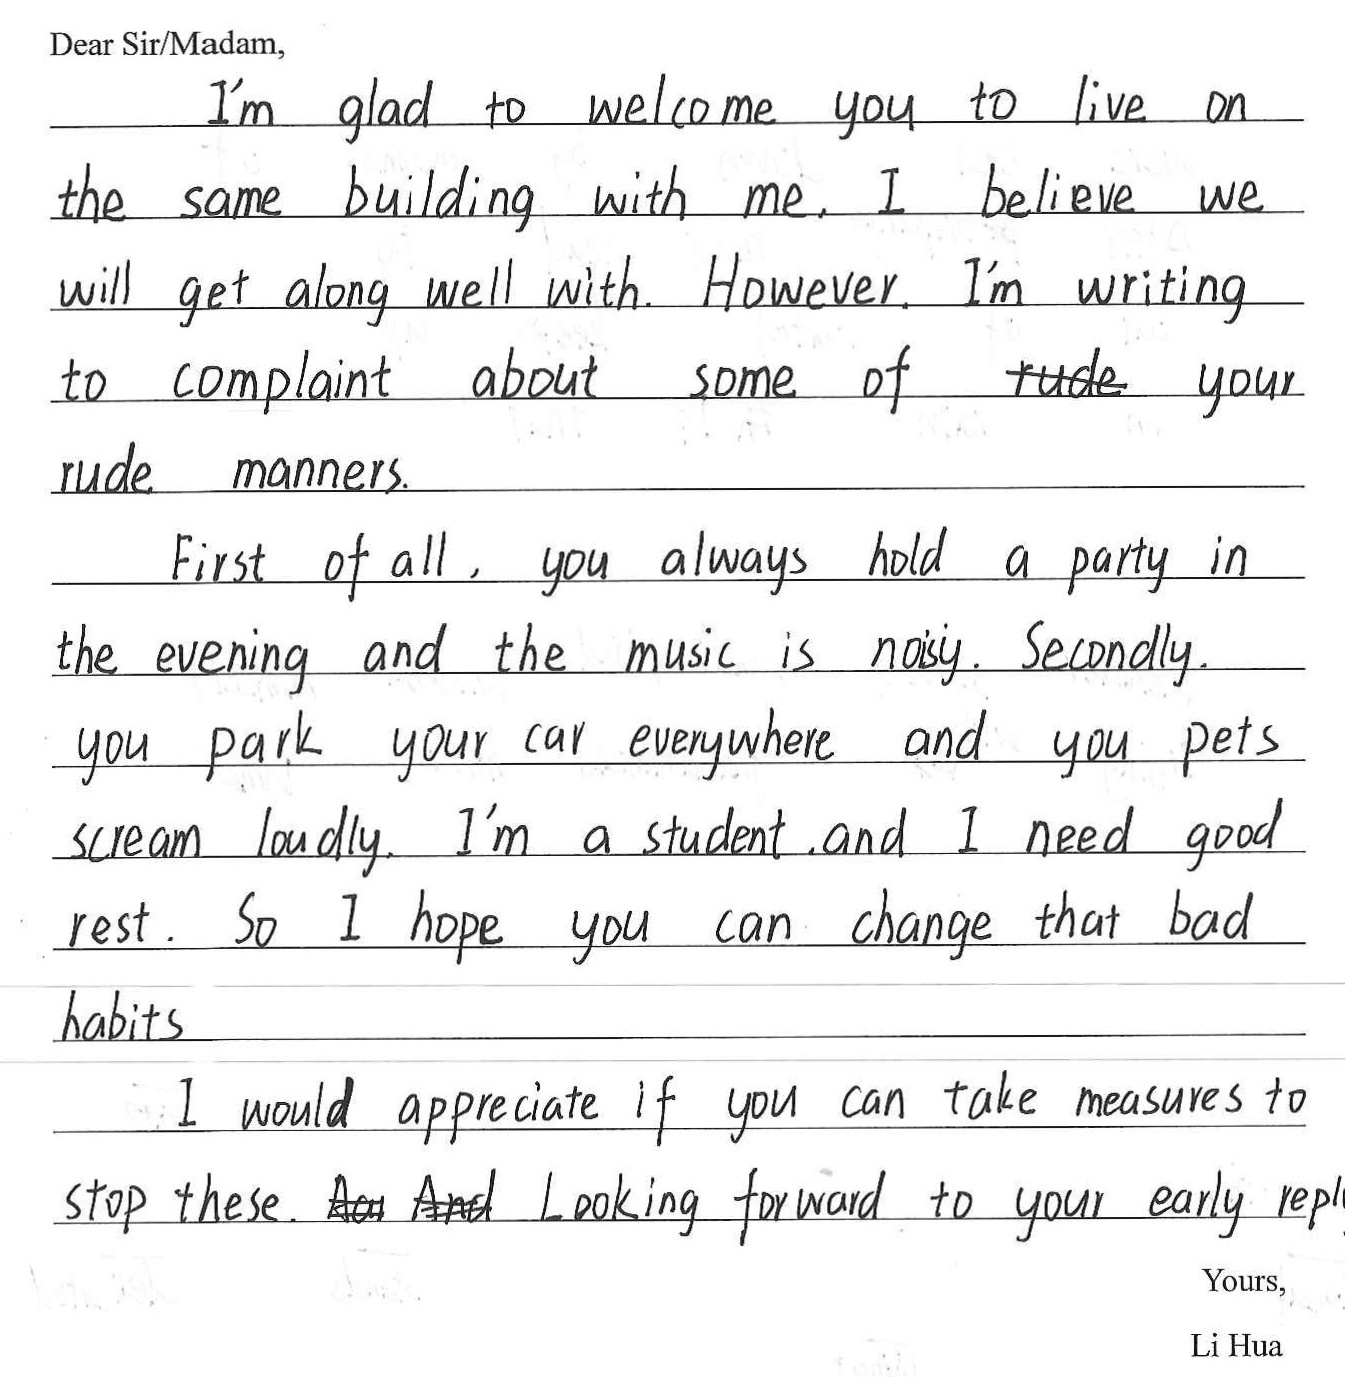 Dear Sir/Madam,
I'm glad to welcome you to live on
the same building with me. I believe we
will get along well with. However. I'm writing
to complaint about some of rude your
rude manners.
First of all, you always hold a party in
the evening and the music is noisy. Secondly.
you park your car everywhere and you pets
scream loudly. I'm a student .and I need good
rest. So I hope you can change that bad
habits
I would appreciate if you can take measures to
stop these. And Looking forward to your early reply
Yours,
Li Hua